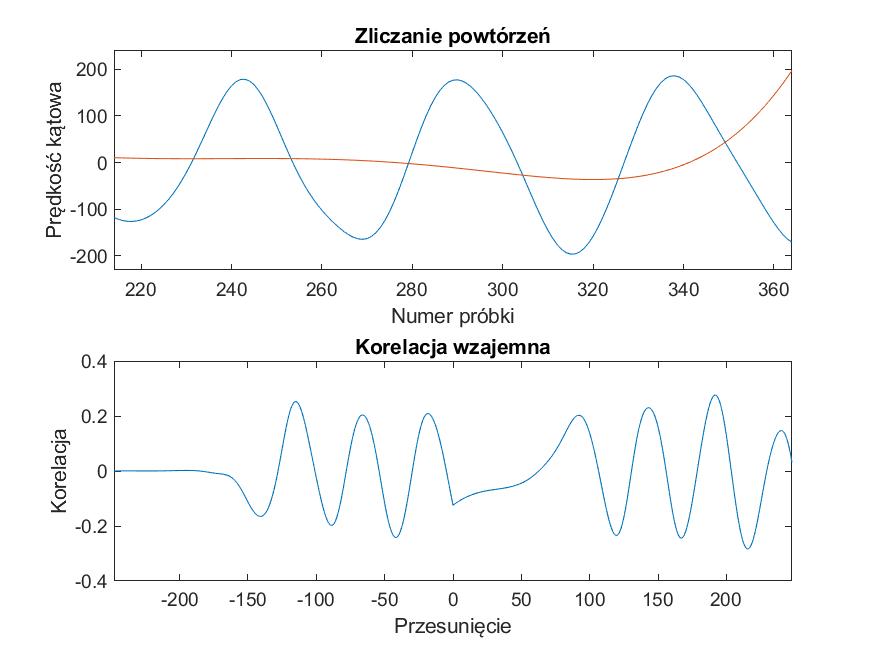 Zliczanie powtórzeń
200
100
0
-100
-200
Prędkość kątowa
220 240 260 280 300 320 340 360
Numer próbki
Korelacja wzajemna
0.4
0.2
0
-0.2
-0.4
Korelacja
-200 -150 -100 -50 0 50 100 150 200
Przesunięcie